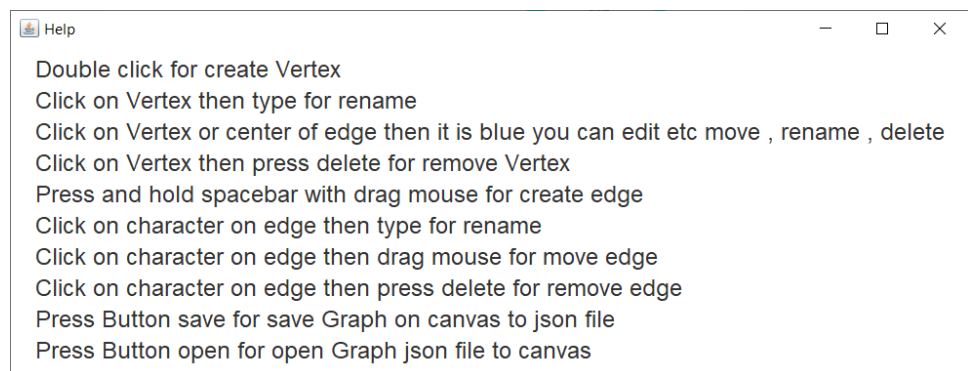 Help
Double click for create Vertex
Click on Vertex then type for rename
Click on Vertex or center of edge then it is blue you can edit etc move , rename , delete
Click on Vertex then press delete for remove Vertex
Press and hold spacebar with drag mouse for create edge
Click on character on edge then type for rename
Click on character on edge then drag mouse for move edge
Click on character on edge then press delete for remove edge
Press Button save for save Graph on canvas to json file
Press Button open for open Graph json file to canvas